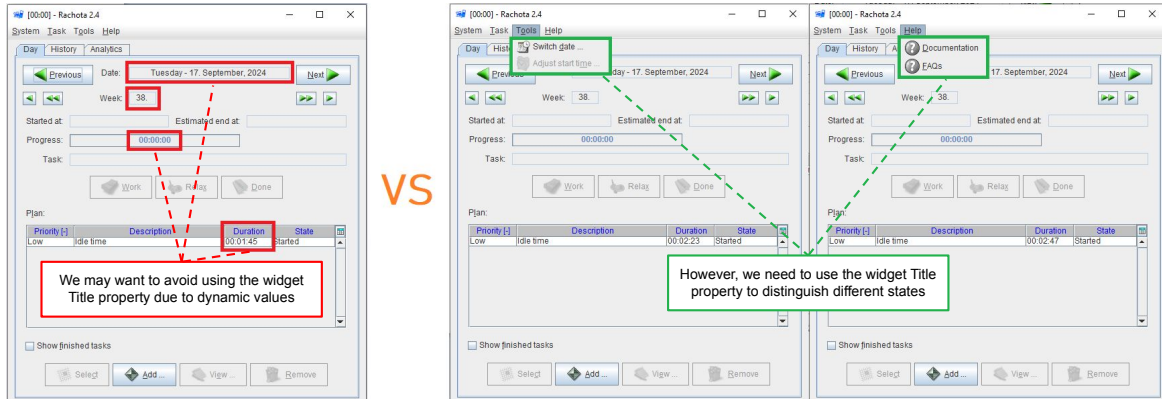 [00:00] - Rachota 2.4
System Task Tools Help
Day History Analytics
Previous Date: Tuesday - 17. September, 2024 Next
Week: 38.
Started at: Estimated end at:
Progress: 00:00:00
Task:
Work Relax Done
Plan:
Priority [-] Description Duration State
Low Idle time 00:01:45 Started
We may want to avoid using the widget
Title property due to dynamic values
Show finished tasks
Select Add ... View ... Remove
VS
[00:00] - Rachota 2.4
System Task Tools Help
Switch date ...
Adjust start time ...
Day
Previous day - 17. September, 2024 Next
Week: 38.
Started at: Estimated end at:
Progress: 00:00:00
Task:
Work Relax Done
Plan:
Priority [-] Description Duration State
Low Idle time 00:02:23 Started
Show finished tasks
Select Add ... View ... Remove
[00:00] - Rachota 2.4
System Task Tools Help
Documentation
FAQs
Day History
Previous Date: 17. September, 2024 Next
Week: 38.
Started at: Estimated end at:
Progress: 00:00:00
Task:
Work Relax Done
Plan:
Priority [-] Description Duration State
Low Idle time 00:02:47 Started
However, we need to use the widget Title
property to distinguish different states
Show finished tasks
Select Add ... View ... Remove